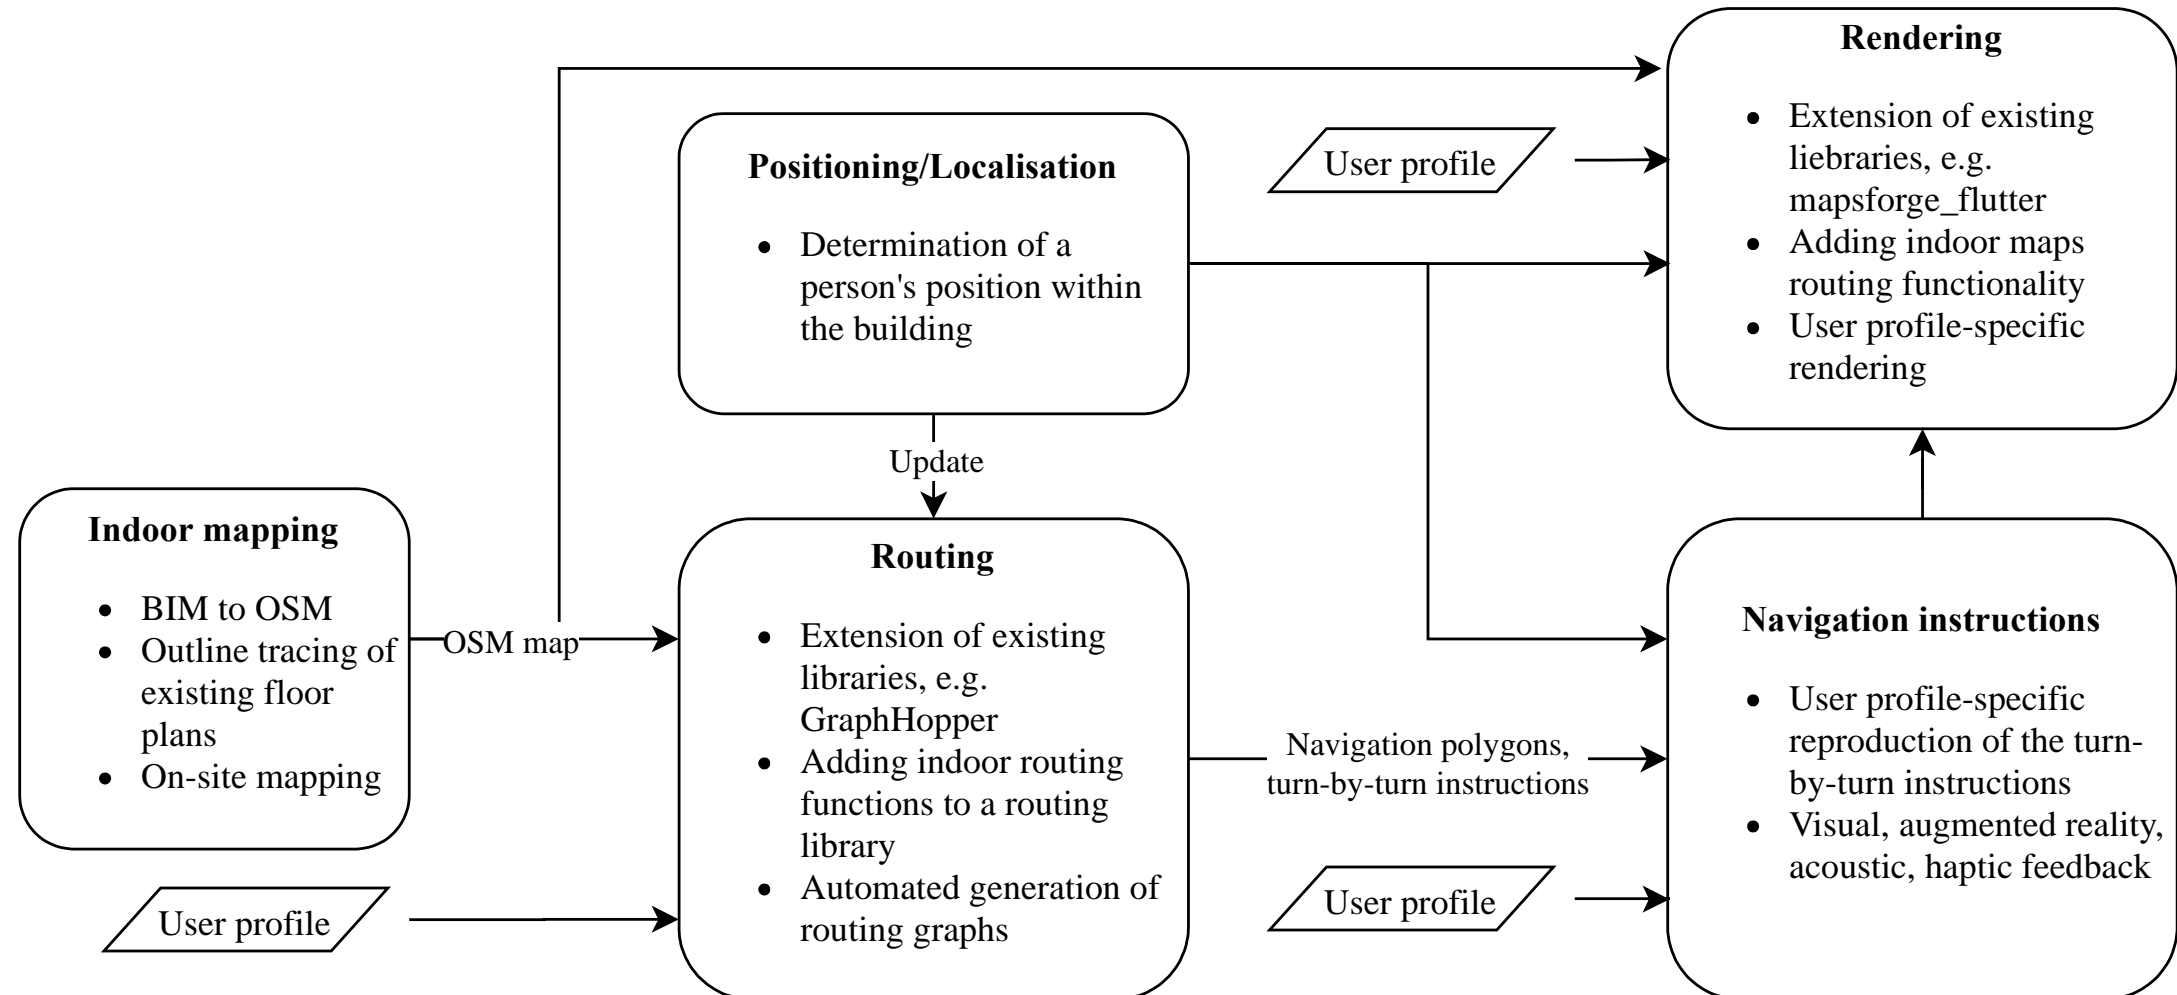 Rendering
Extension of existing
liebraries, e.g.
mapsforge_flutter
Adding indoor maps
routing functionality
User profile-specific
rendering
User profile
Positioning/Localisation
Determination of a
person's position within
the building
Update
Indoor mapping
BIM to OSM
Outline tracing of
existing floor
plans
On-site mapping
OSM map
User profile
Routing
Extension of existing
libraries, e.g.
GraphHopper
Adding indoor routing
functions to a routing
library
Automated generation of
routing graphs
Navigation polygons,
turn-by-turn instructions
User profile
Navigation instructions
User profile-specific
reproduction of the turn-
by-turn instructions
Visual, augmented reality,
acoustic, haptic feedback